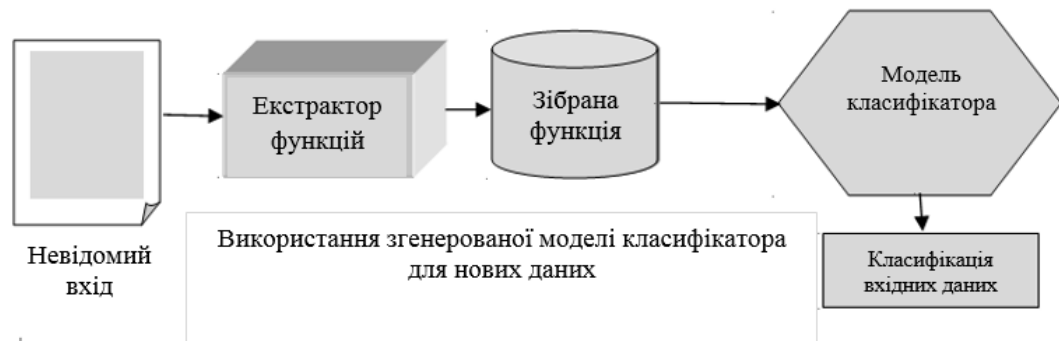 Невідомий
вхід
Екстрактор
функцій
Зібрана
функція
Модель
класифікатора
Класифікація
вхідних даних
Використання згенерованої моделі класифікатора
для нових даних